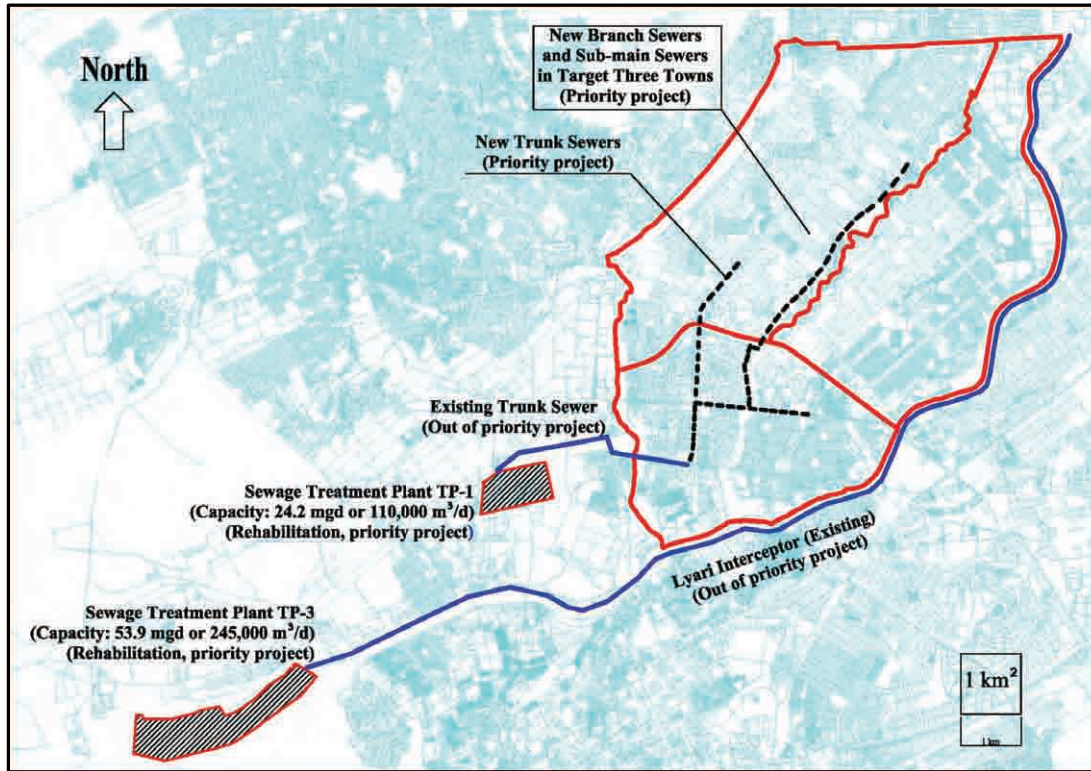 North
New Branch Sewers
and Sub-main Sewers
in Target Three Towns
(Priority project)
New Trunk Sewers
(Priority project)
Existing Trunk Sewer
(Out of priority project)
Sewage Treatment Plant TP-1
(Capacity: 24.2 mgd or 110,000 m³/d)
(Rehabilitation, priority project)
Lyari Interceptor (Existing)
(Out of priority project)
Sewage Treatment Plant TP-3
(Capacity: 53.9 mgd or 245,000 m³/d)
(Rehabilitation, priority project)
1 km²
1 km